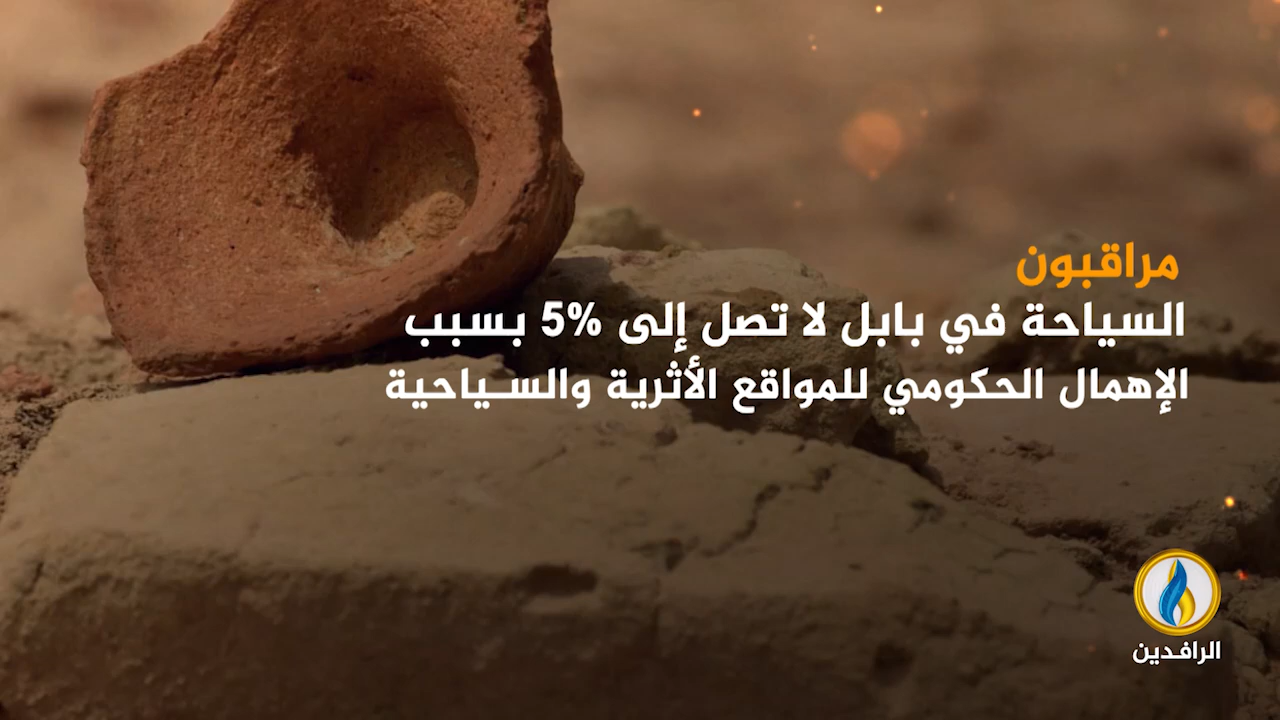 مراقبون
السياحة في بابل لا تصل إلى 5% بسبب
الإهمال الحكومي للمواقع الأثرية والسياحية
الرافدين